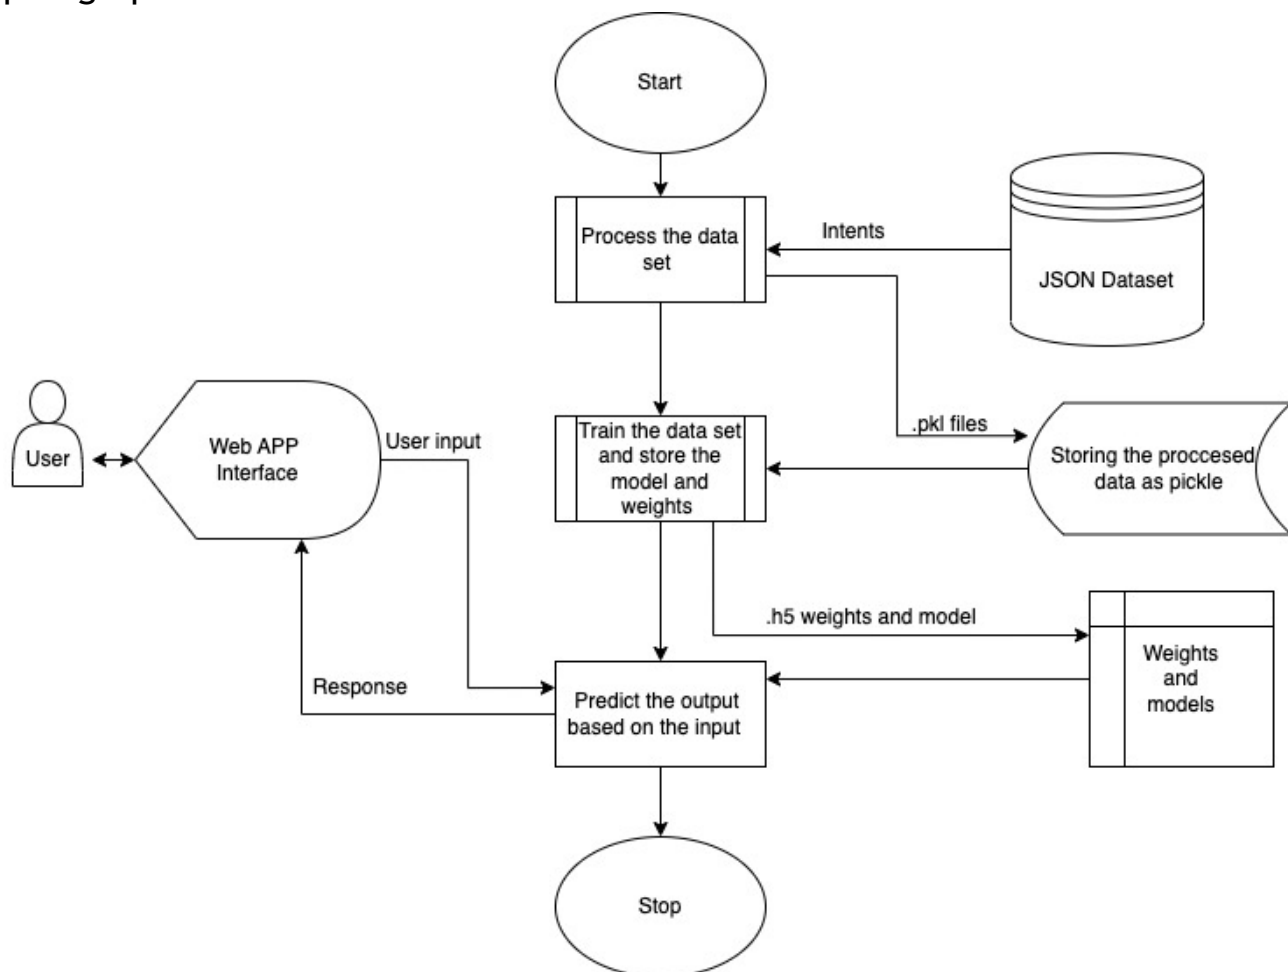 Start
Process the data
set
Intents
JSON Dataset
User
Web APP
Interface
User input
Train the data set
and store the
model and
weights
.pkl files
Storing the proccesed
data as pickle
.h5 weights and model
Weights
and
models
Response
Predict the output
based on the input
Stop